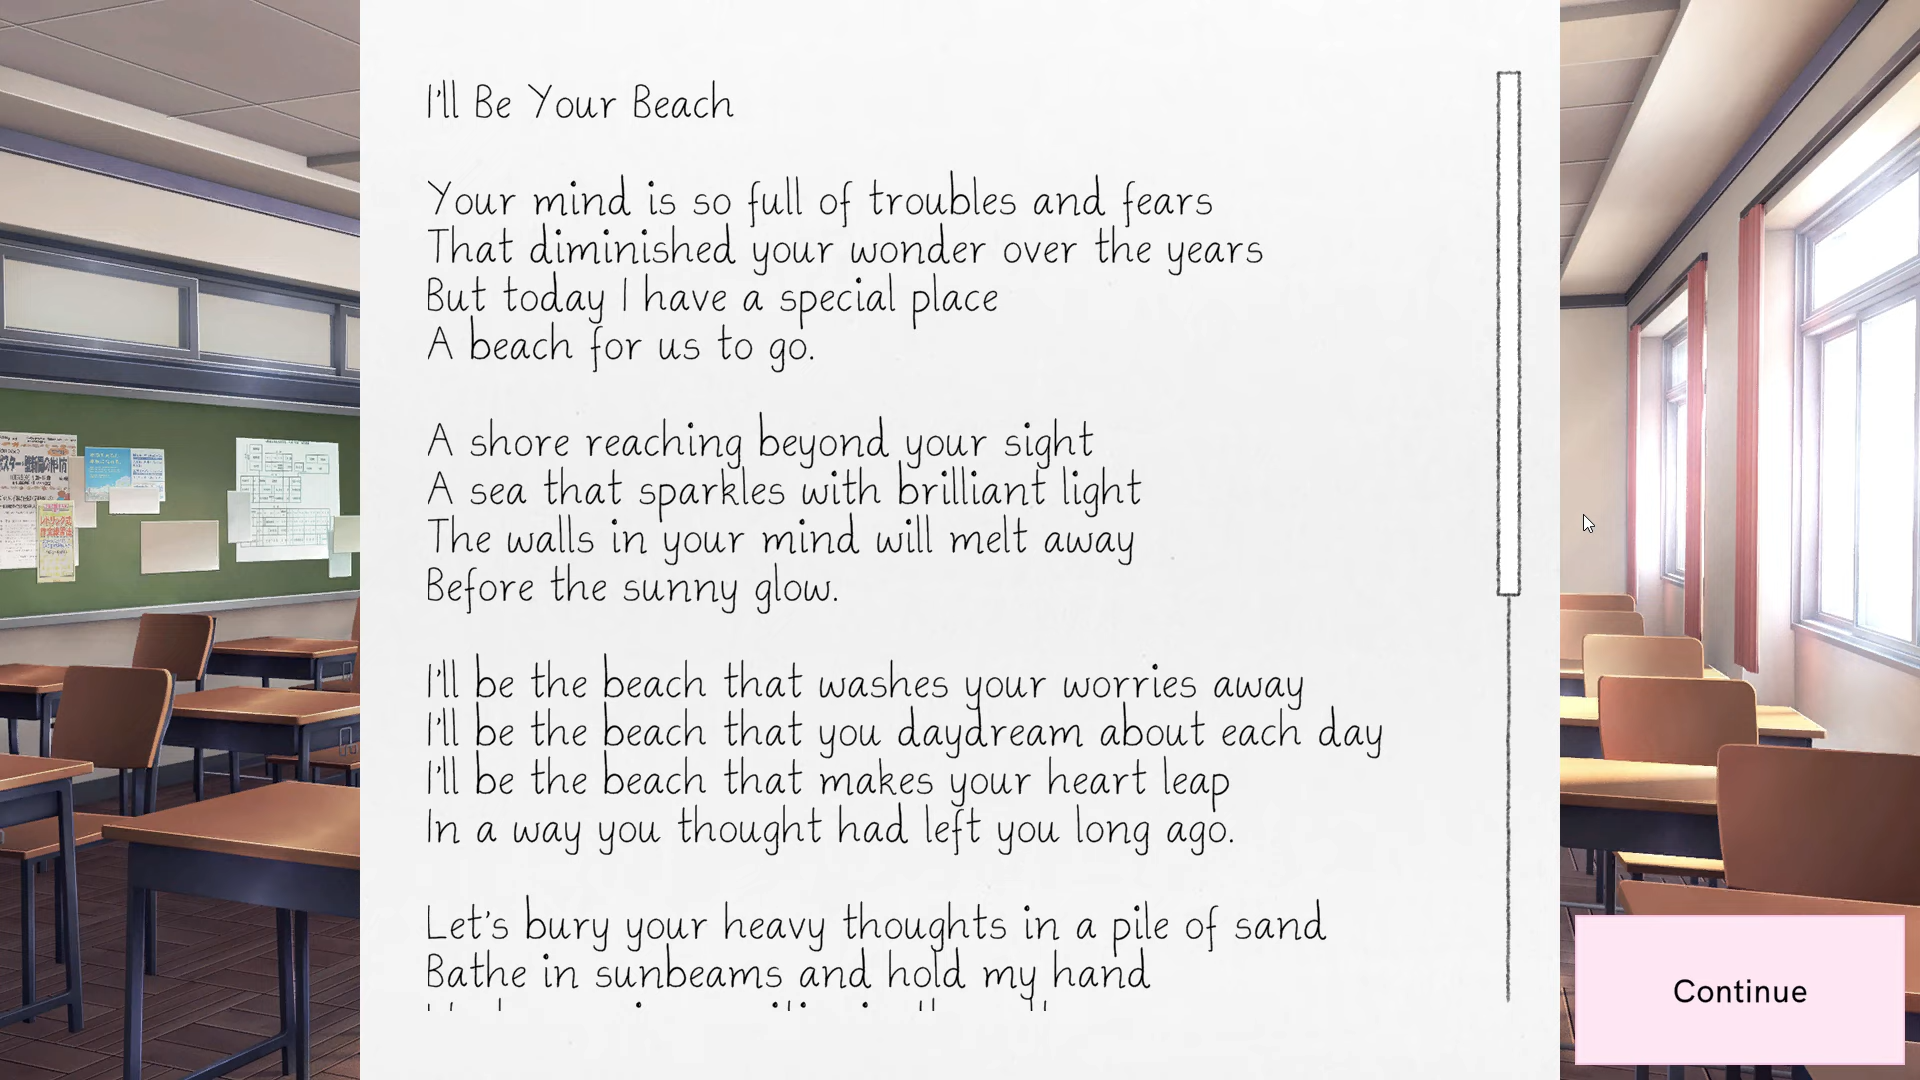 I'll Be Your Beach
Your mind is so full of troubles and fears
That diminished your wonder over the years
But today I have a special place
A beach for us to go.
A shore reaching beyond your sight
A sea that sparkles with brilliant light
The walls in your mind will melt away
Before the sunny glow.
I'll be the beach that washes your worries away
I'll be the beach that you daydream about each day
I'll be the beach that makes your heart leap
In a way you thought had left you long ago.
Let's bury your heavy thoughts in a pile of sand
Bathe in sunbeams and hold my hand
Continue